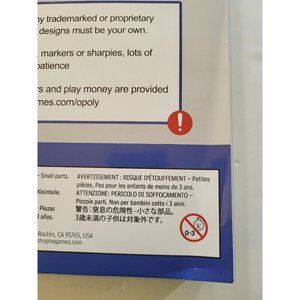 y trademarked or proprietary
designs must be your own.
, markers or sharpies, lots of
patience
rs and play money are provided
mes.com/opoly
!
-Small parts.
AVERTISSEMENT : RISQUE D'ÉTOUFFEMENT – Petites
pièces. Pas pour les enfants de moins de 3 ans.
Kleinteile.
ATTENZIONE: PERICOLO DI SOFFOCAMENTO –
Piccole parti. Non per bambini sotto i 3 anni.
警告: 窒息の危険性 – 小さな部品。
3歳未満の子供は対象外です。
años.
0-3
Rocklin, CA 95765, USA
strophegames.com